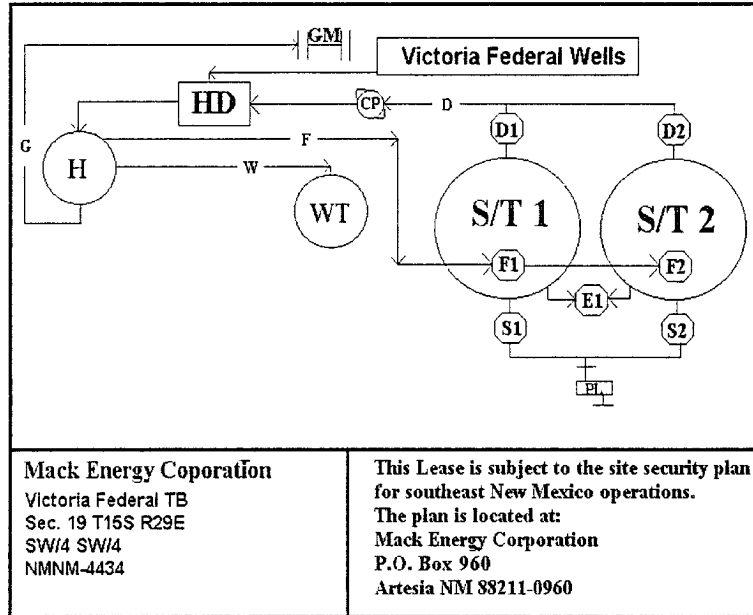 GM
Victoria Federal Wells
HD
CP
D
D1
D2
G
F
H
W
WT
S/T 1
S/T 2
F1
F2
E1
S1
S2
PL
Mack Energy Coporation
Victoria Federal TB
Sec. 19 T15S R29E
SW/4 SW/4
NMNM-4434
This Lease is subject to the site security plan
for southeast New Mexico operations.
The plan is located at:
Mack Energy Corporation
P.O. Box 960
Artesia NM 88211-0960